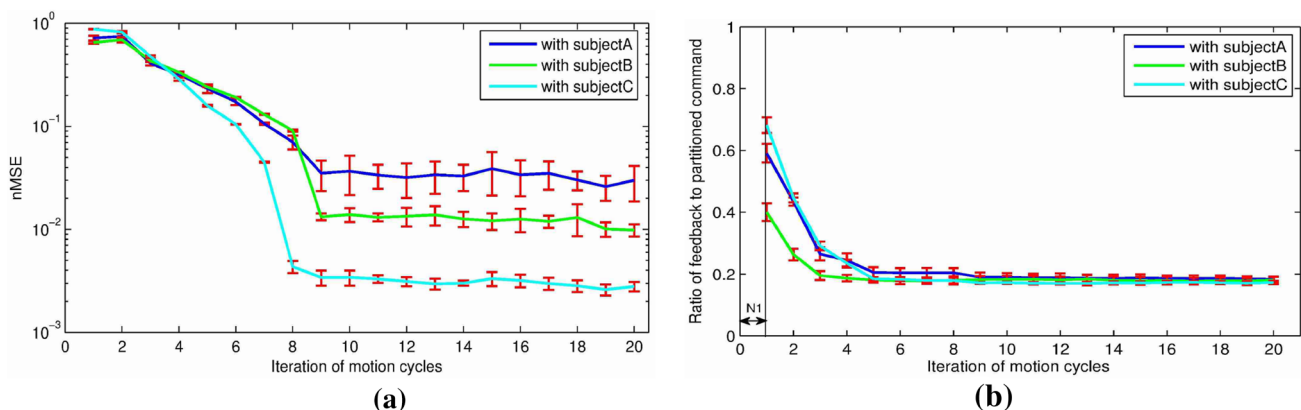 10^0
10^-1
10^-2
10^-3
nMSE
with subjectA
with subjectB
with subjectC
0 2 4 6 8 10 12 14 16 18 20
Iteration of motion cycles
(a)
1
0.8
0.6
0.4
0.2
0
Ratio of feedback to partitioned command
with subjectA
with subjectB
with subjectC
N1
0 2 4 6 8 10 12 14 16 18 20
Iteration of motion cycles
(b)